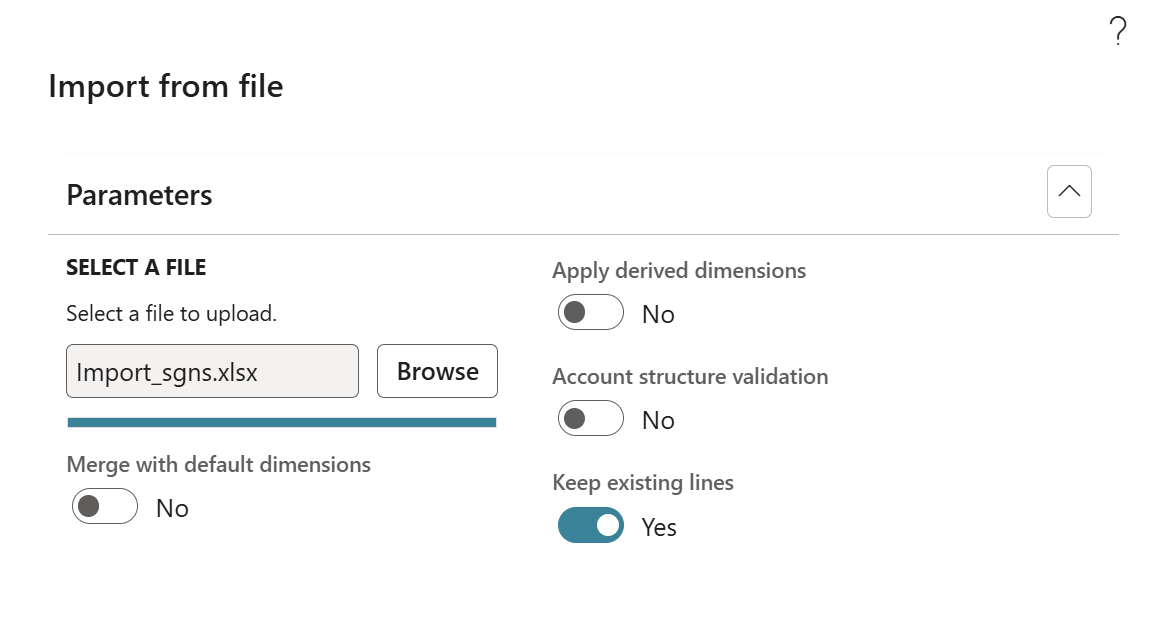 ?
Import from file
Parameters
SELECT A FILE
Select a file to upload.
Import_sgns.xlsx
Browse
Merge with default dimensions
No
Apply derived dimensions
No
Account structure validation
No
Keep existing lines
Yes